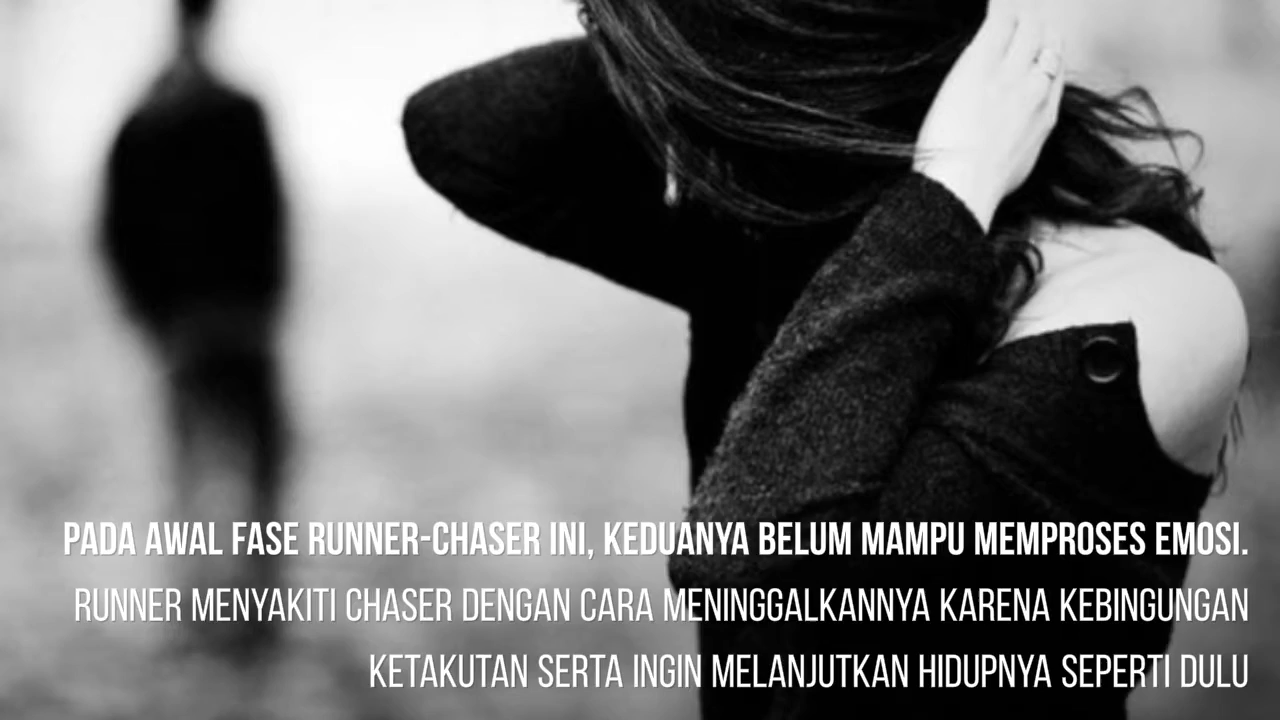 PADA AWAL FASE RUNNER-CHASER INI, KEDUANYA BELUM MAMPU MEMPROSES EMOSI.
RUNNER MENYAKITI CHASER DENGAN CARA MENINGGALKANNYA KARENA KEBINGUNGAN
KETAKUTAN SERTA INGIN MELANJUTKAN HIDUPNYA SEPERTI DULU